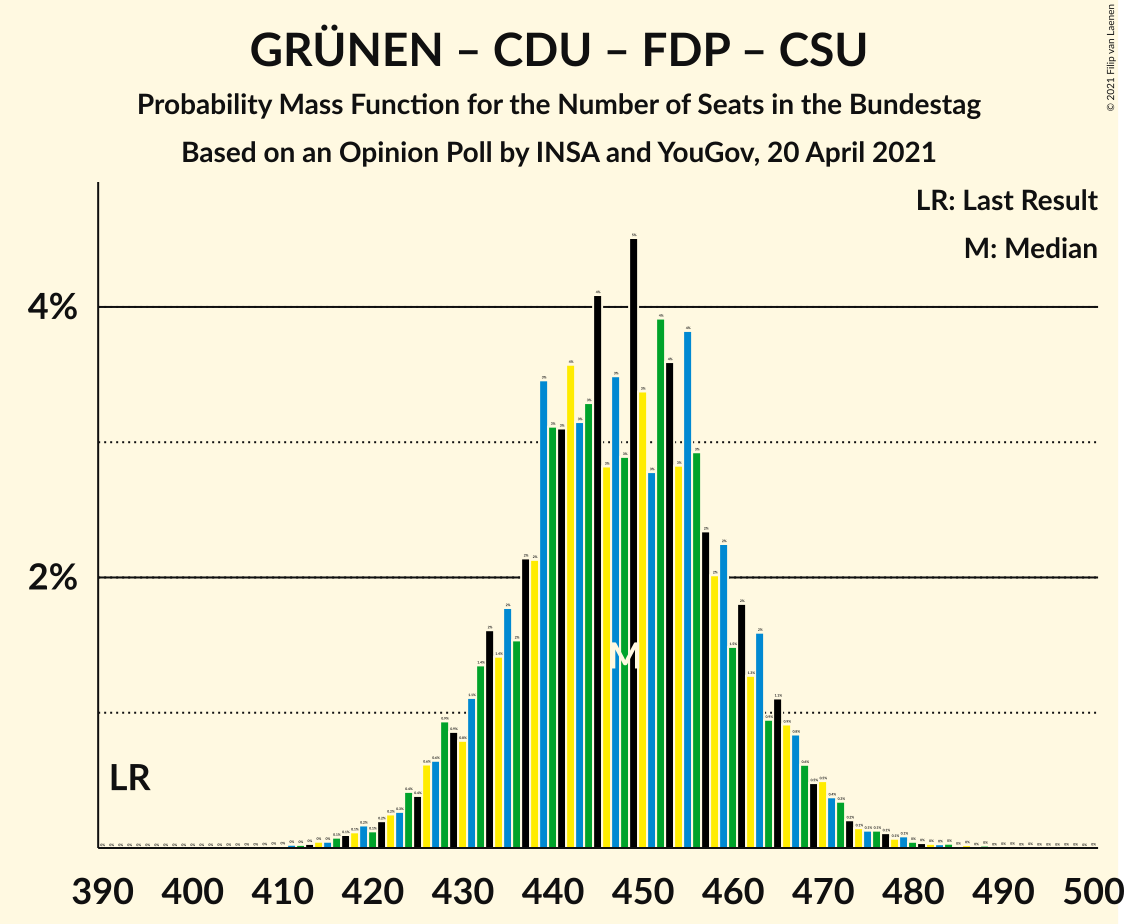 GRÜNEN – CDU – FDP – CSU
Probability Mass Function for the Number of Seats in the Bundestag
Based on an Opinion Poll by INSA and YouGov, 20 April 2021
© 2021 Filip van Laenen
LR: Last Result
M: Median
4%
2%
LR
M
390 400 410 420 430 440 450 460 470 480 490 500